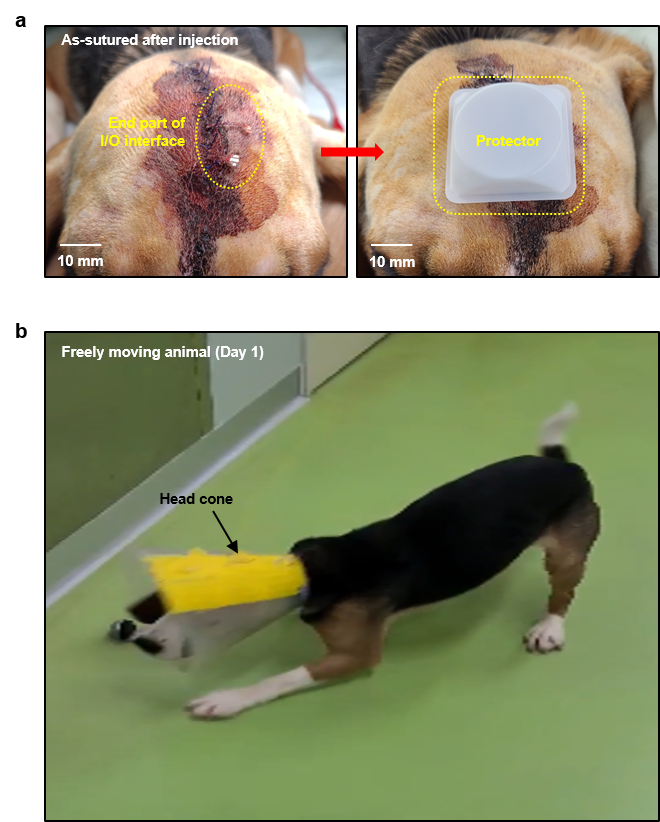 a
As-sutured after injection
End part of
I/O interface
10 mm
Protector
10 mm
b
Freely moving animal (Day 1)
Head cone